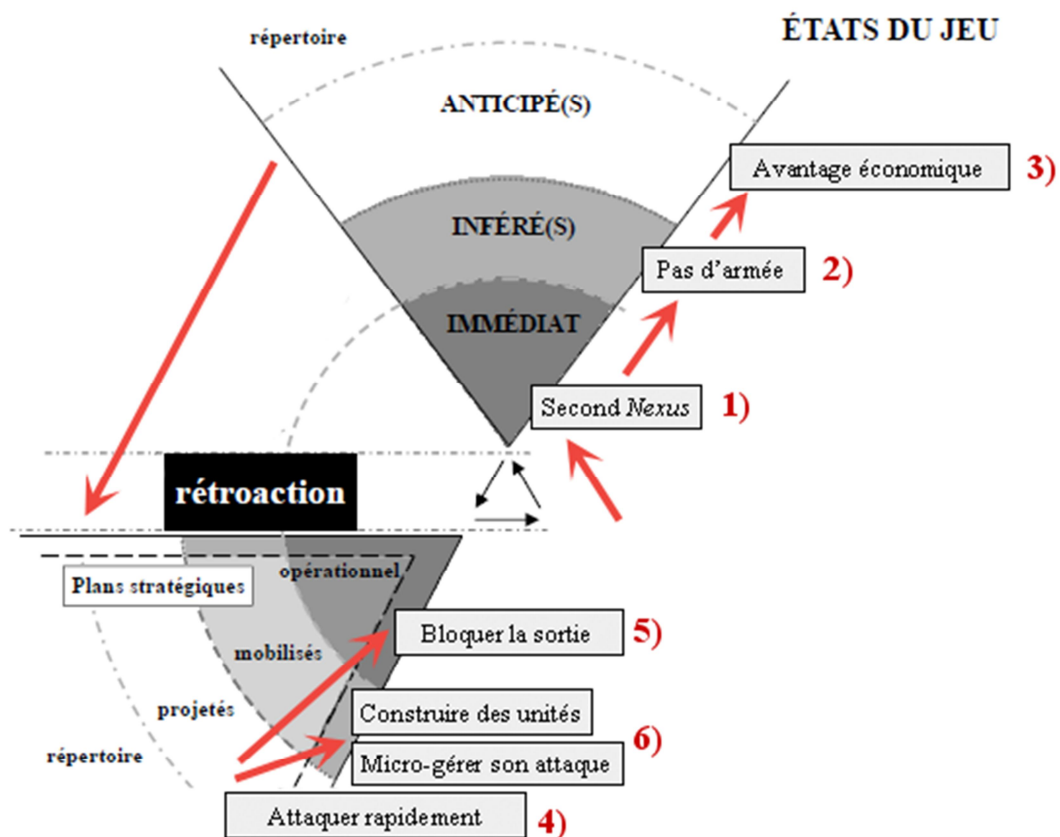 ÉTATS DU JEU
répertoire
ANTICIPÉ(S)
Avantage économique 3)
INFÉRÉ(S)
Pas d'armée 2)
IMMÉDIAT
Second Nexus 1)
rétroaction
opérationnel
Plans stratégiques
Bloquer la sortie 5)
mobilisés
projetés
Construire des unités
6)
répertoire
Micro-gérer son attaque
Attaquer rapidement 4)